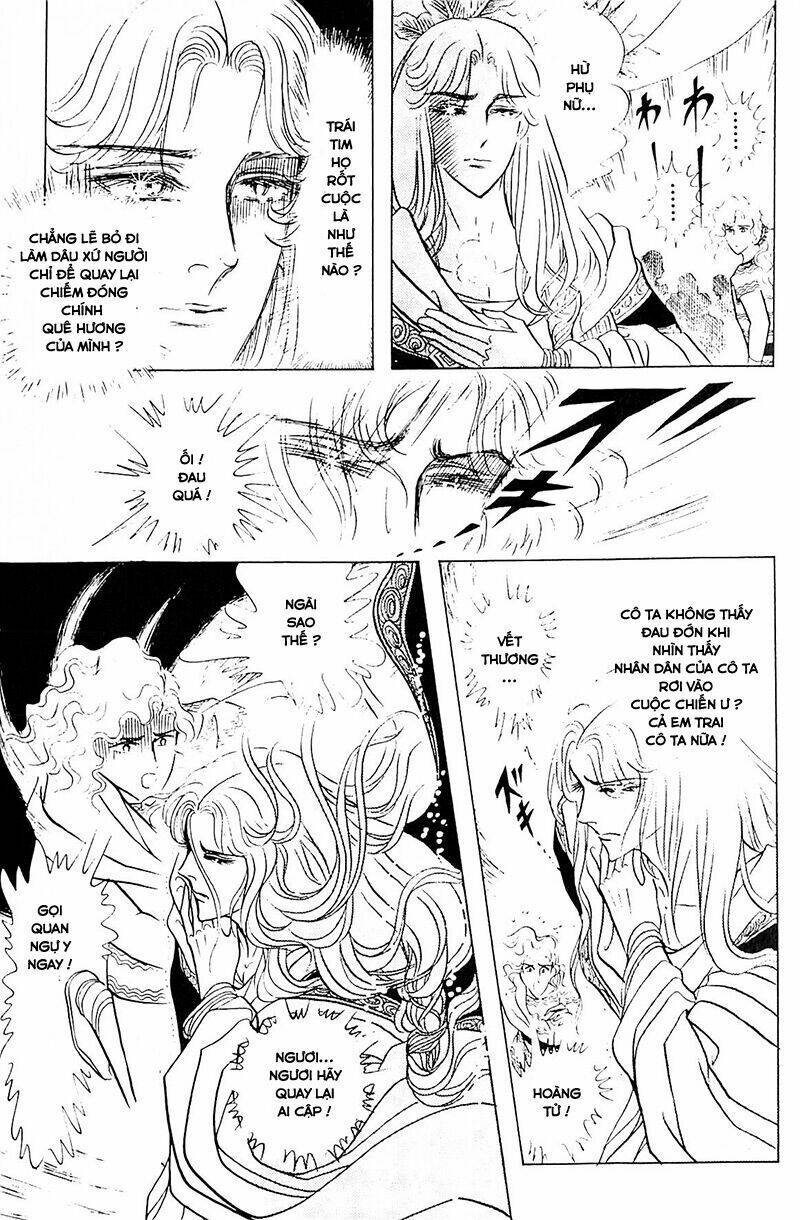 HỪ
PHỤ
NỮ...
わ わ
......
......
TRÁI
TIM HỌ
RỐT
CUỘC
LÀ
NHƯ
THẾ
NÀO ?
CHẲNG LẼ BỎ ĐI
LÀM DÂU XỨ NGƯỜI
CHỈ ĐỂ QUAY LẠI
CHIẾM ĐÓNG
CHÍNH
QUÊ HƯƠNG
CỦA MÌNH ?
ズキ
ỐI !
ĐAU
QUÁ !
CÔ TA KHÔNG THẤY
ĐAU ĐỚN KHI
NHÌN THẤY
NHÂN DÂN CỦA CÔ TA
RƠI VÀO
CUỘC CHIẾN Ư ?
CẢ EM TRAI
CÔ TA NỮA !
VẾT
THƯƠNG
...
ズキ
HOÀNG
TỬ !
NGÀI
SAO
THẾ ?
GỌI
QUAN
NGỰ Y
NGAY !
NGƯƠI...
NGƯƠI HÃY
QUAY LẠI
AI CẬP !